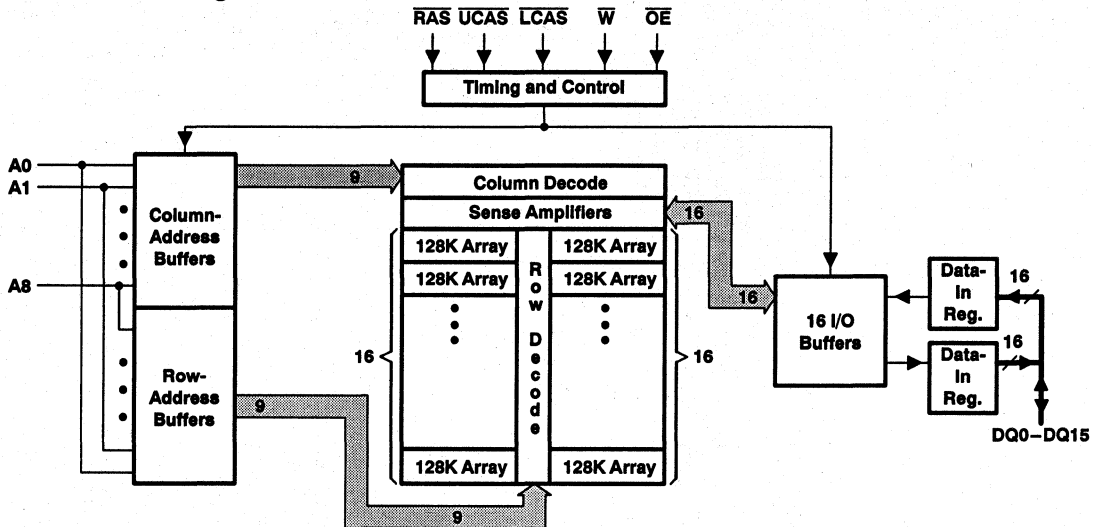 RAS UCAS LCAS W OE
Timing and Control
A0
A1
A8
Column-
Address
Buffers
Row-
Address
Buffers
9
9
9
Column Decode
Sense Amplifiers
128K Array
128K Array
128K Array
128K Array
128K Array
128K Array
Row Decode
16
16
16
16
16 I/O
Buffers
Data-
In
Reg.
16
Data-
In
Reg.
16
DQ0–DQ15